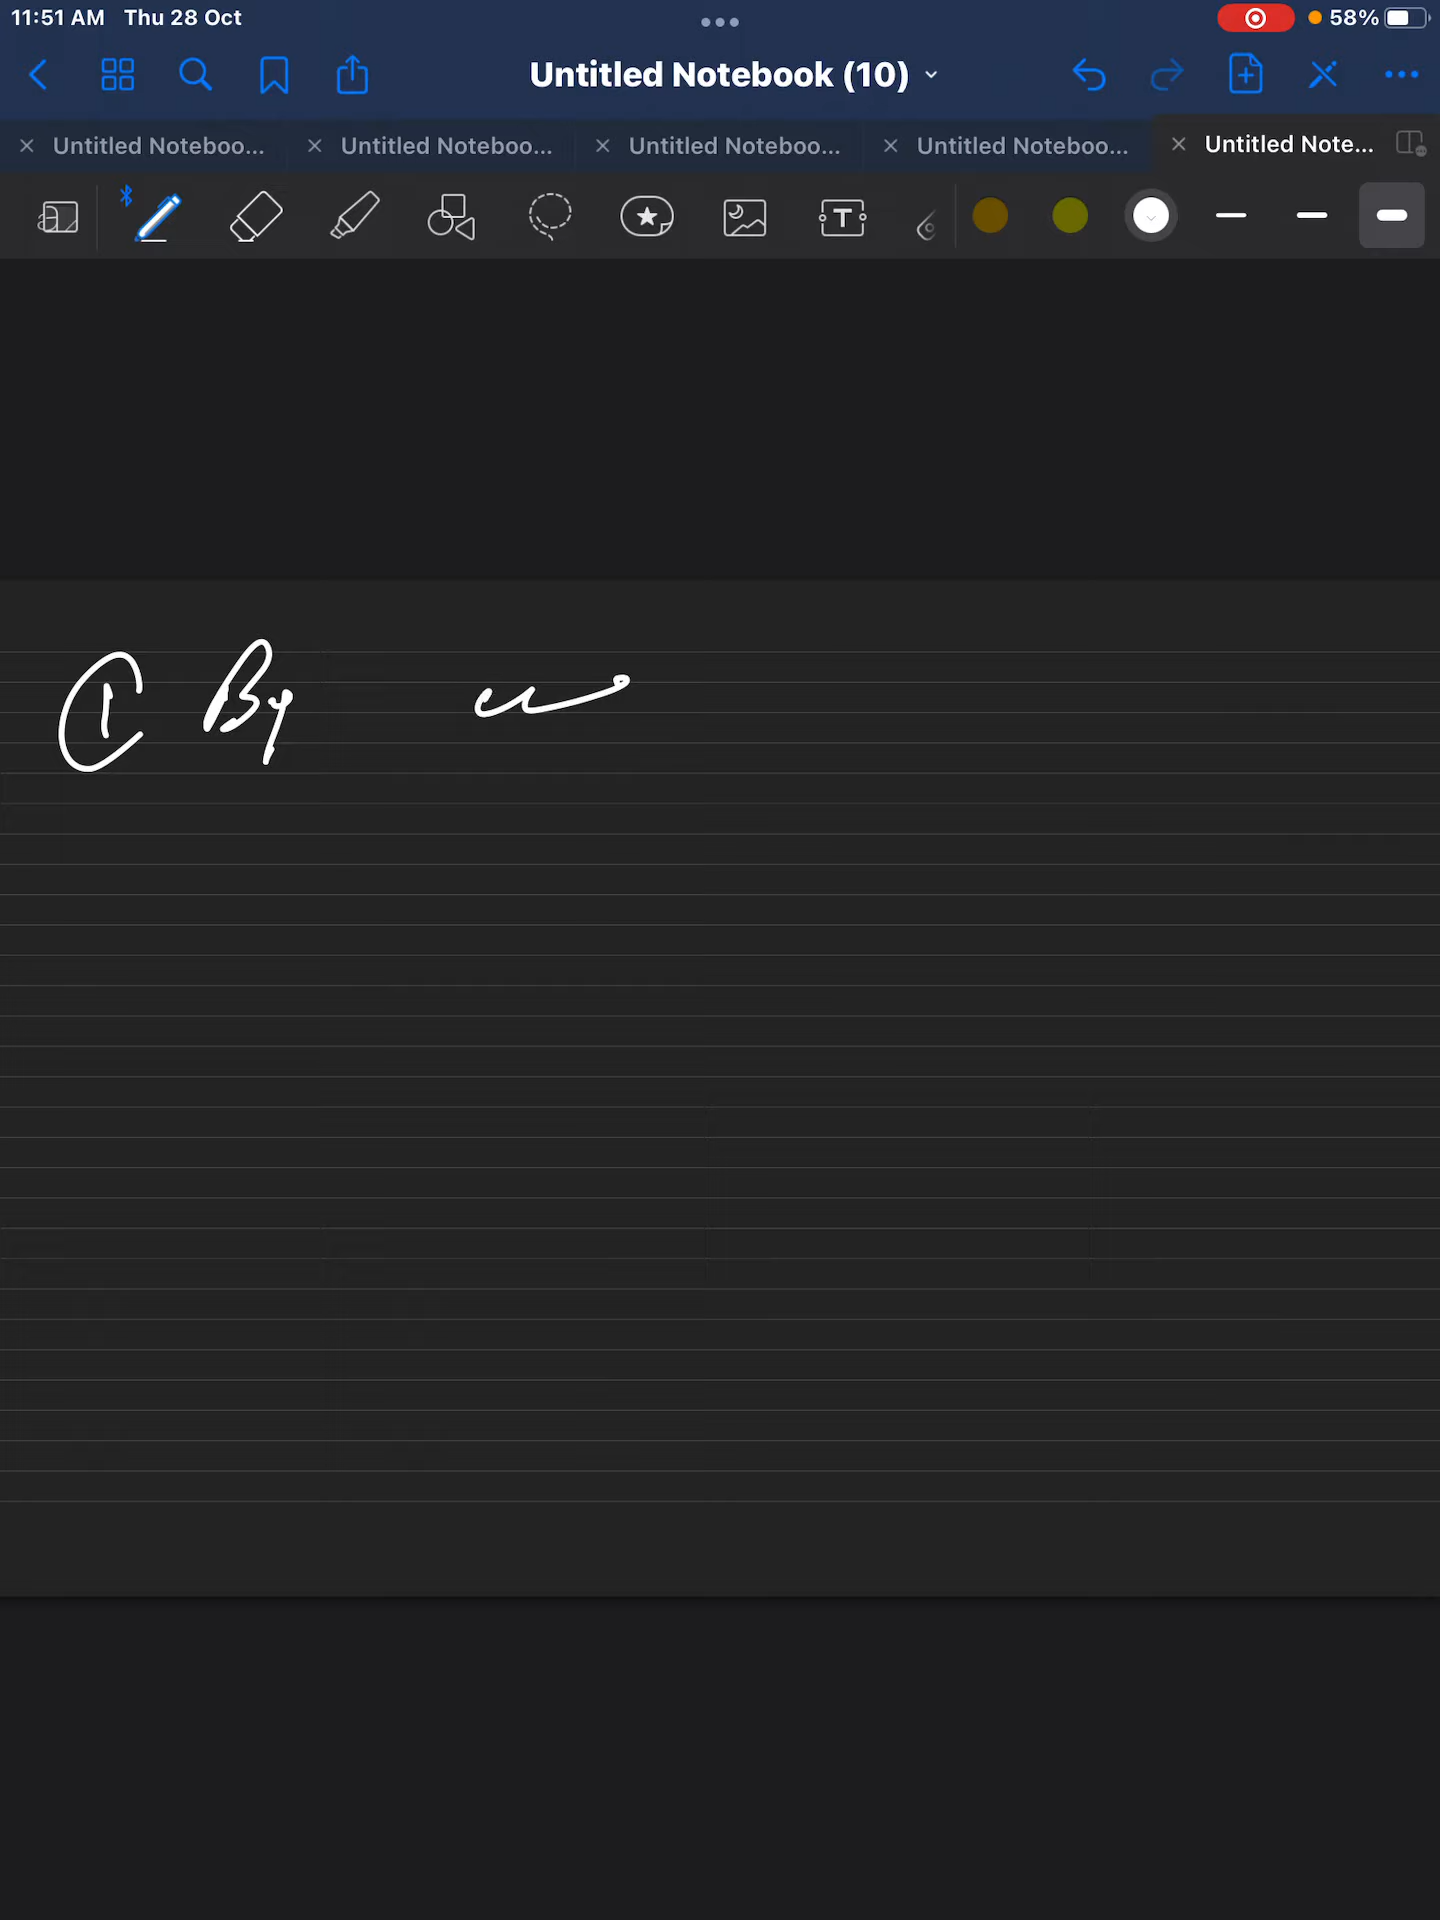 11:51 AM Thu 28 Oct 58%
Untitled Notebook (10)
Untitled Noteboo... Untitled Noteboo... Untitled Noteboo... Untitled Noteboo... Untitled Note...
① By